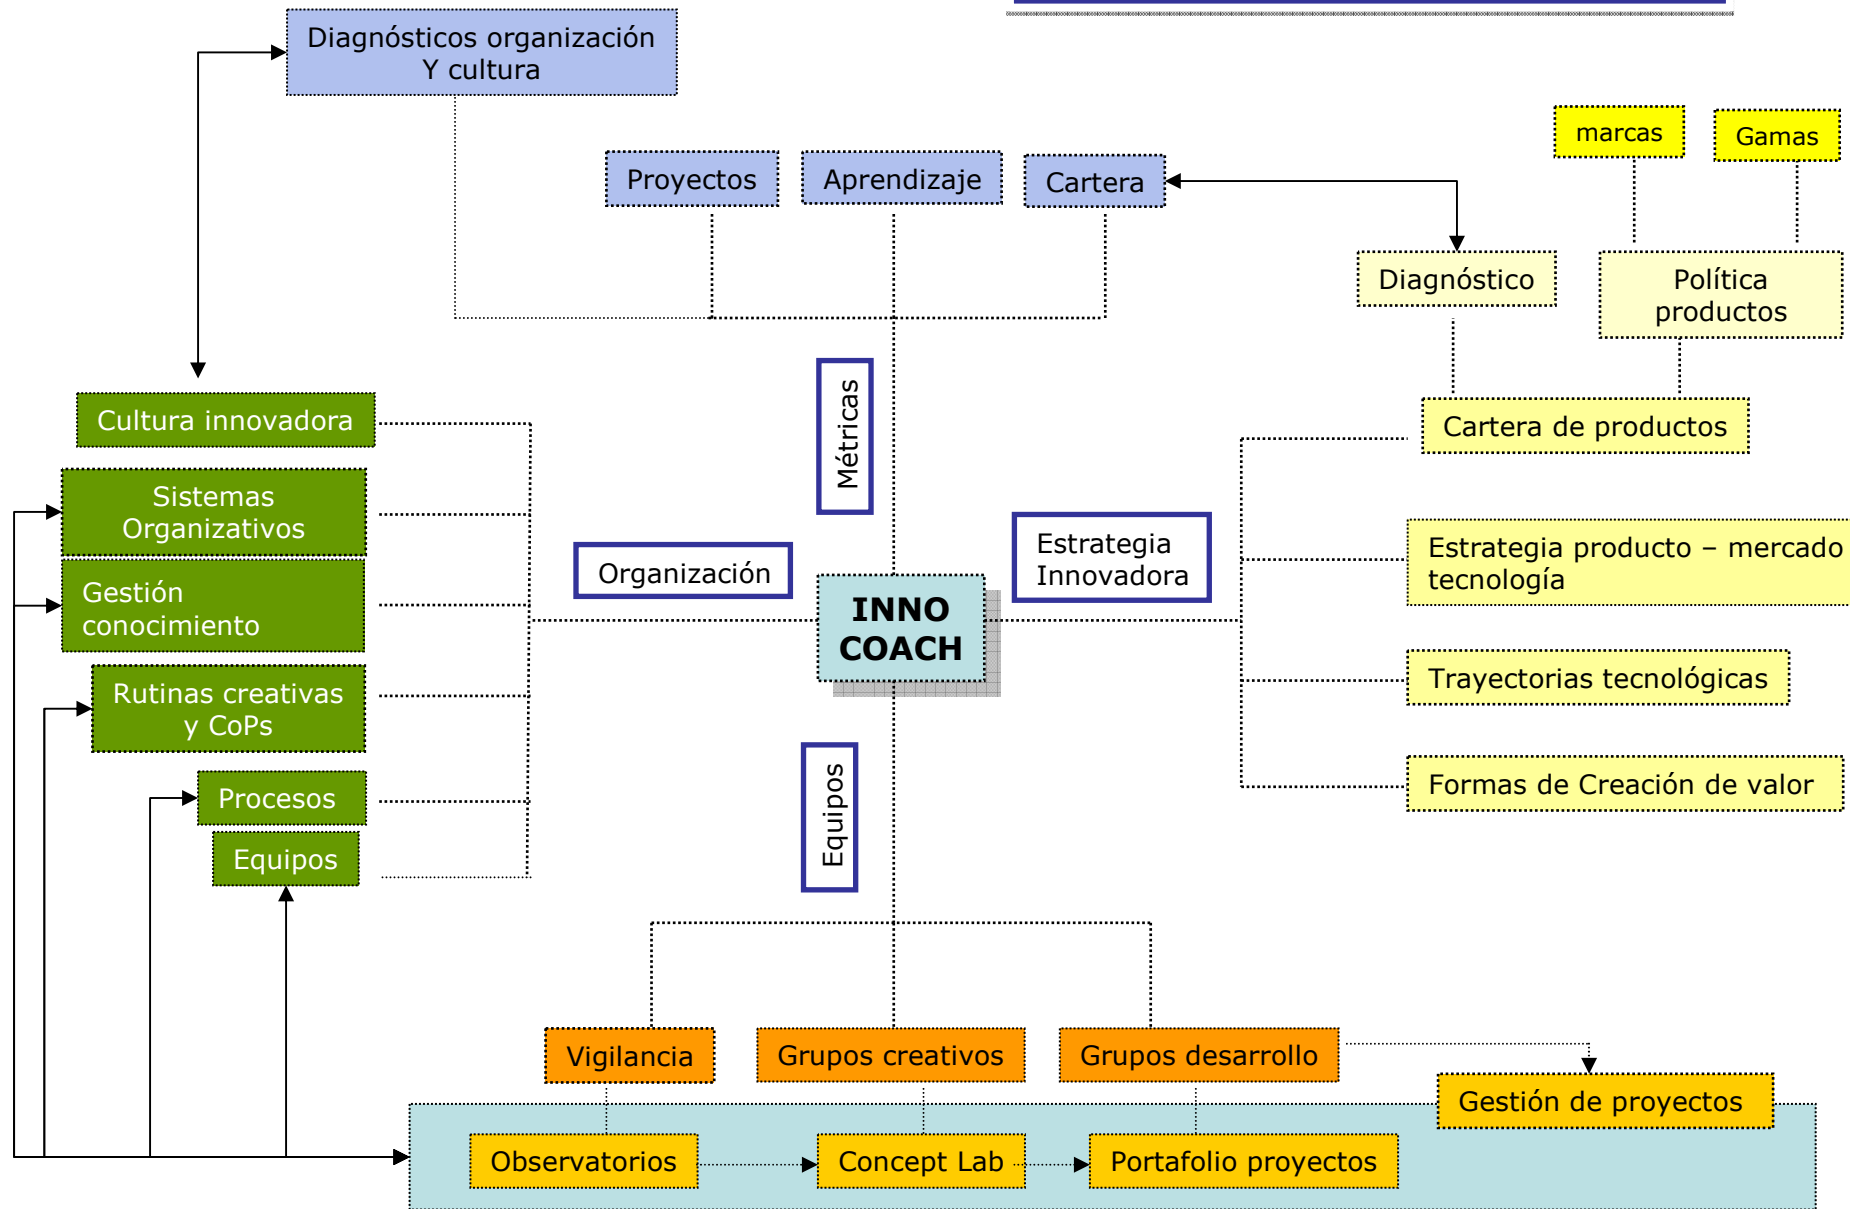 Diagnósticos organización
Y cultura
marcas
Gamas
Proyectos
Aprendizaje
Cartera
Diagnóstico
Política
productos
Métricas
Cultura innovadora
Cartera de productos
Sistemas
Organizativos
Organización
Estrategia
Innovadora
Estrategia producto – mercado
tecnología
Gestión
conocimiento
INNO
COACH
Rutinas creativas
y CoPs
Trayectorias tecnológicas
Equipos
Procesos
Formas de Creación de valor
Equipos
Vigilancia
Grupos creativos
Grupos desarrollo
Gestión de proyectos
Observatorios
Concept Lab
Portafolio proyectos